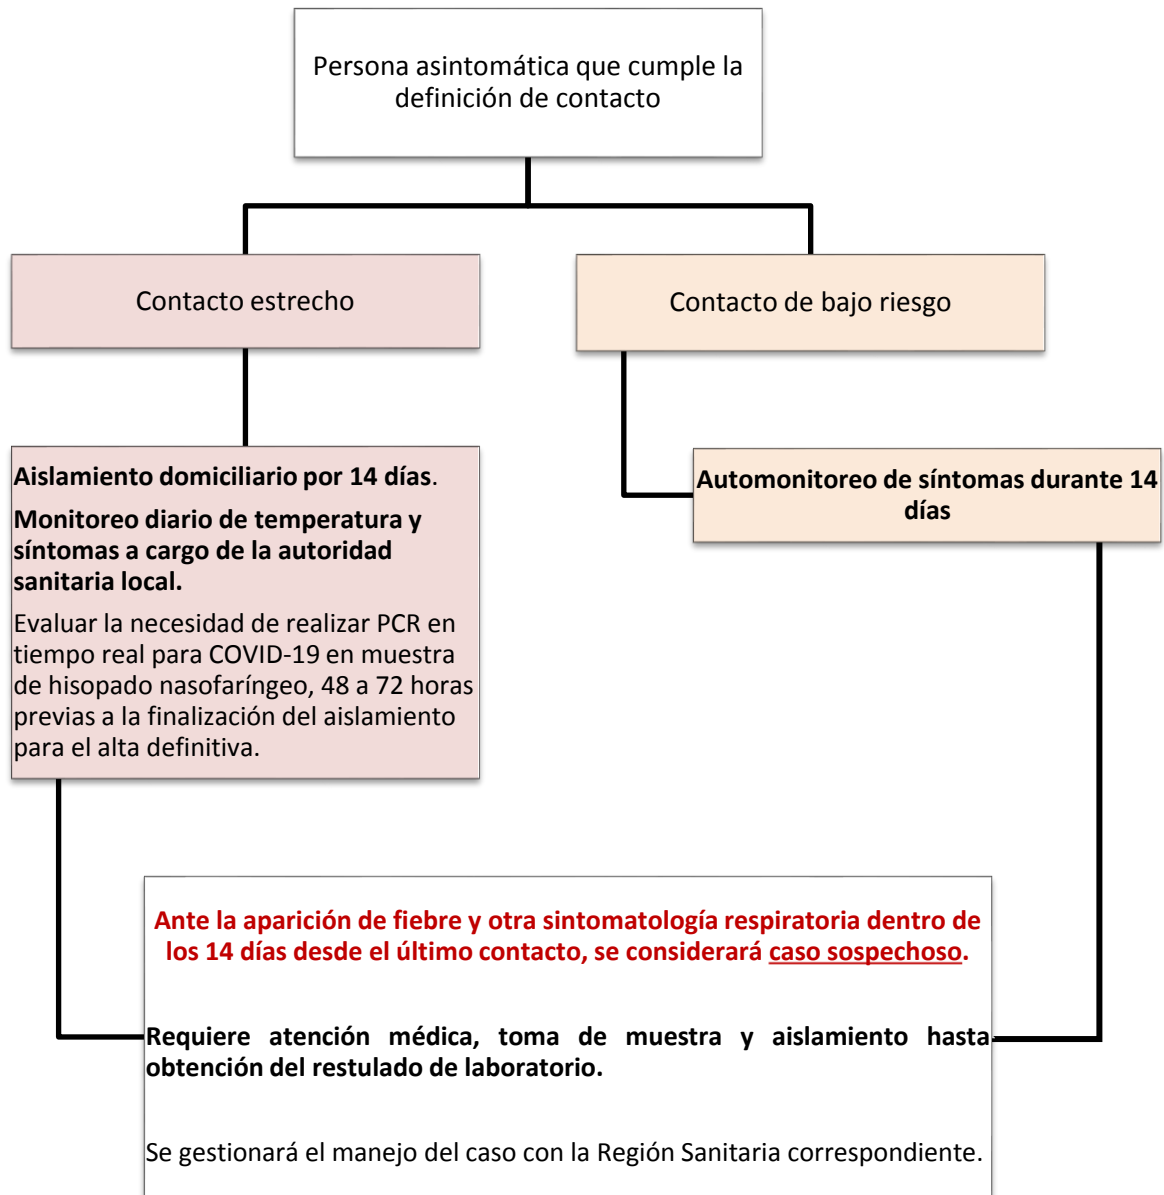 Persona asintomática que cumple la
definición de contacto
Contacto estrecho
Contacto de bajo riesgo
Aislamiento domiciliario por 14 días.
Monitoreo diario de temperatura y
síntomas a cargo de la autoridad
sanitaria local.
Evaluar la necesidad de realizar PCR en
tiempo real para COVID-19 en muestra
de hisopado nasofaríngeo, 48 a 72 horas
previas a la finalización del aislamiento
para el alta definitiva.
Automonitoreo de síntomas durante 14
días
Ante la aparición de fiebre y otra sintomatología respiratoria dentro de
los 14 días desde el último contacto, se considerará caso sospechoso.
Requiere atención médica, toma de muestra y aislamiento hasta
obtención del restulado de laboratorio.
Se gestionará el manejo del caso con la Región Sanitaria correspondiente.